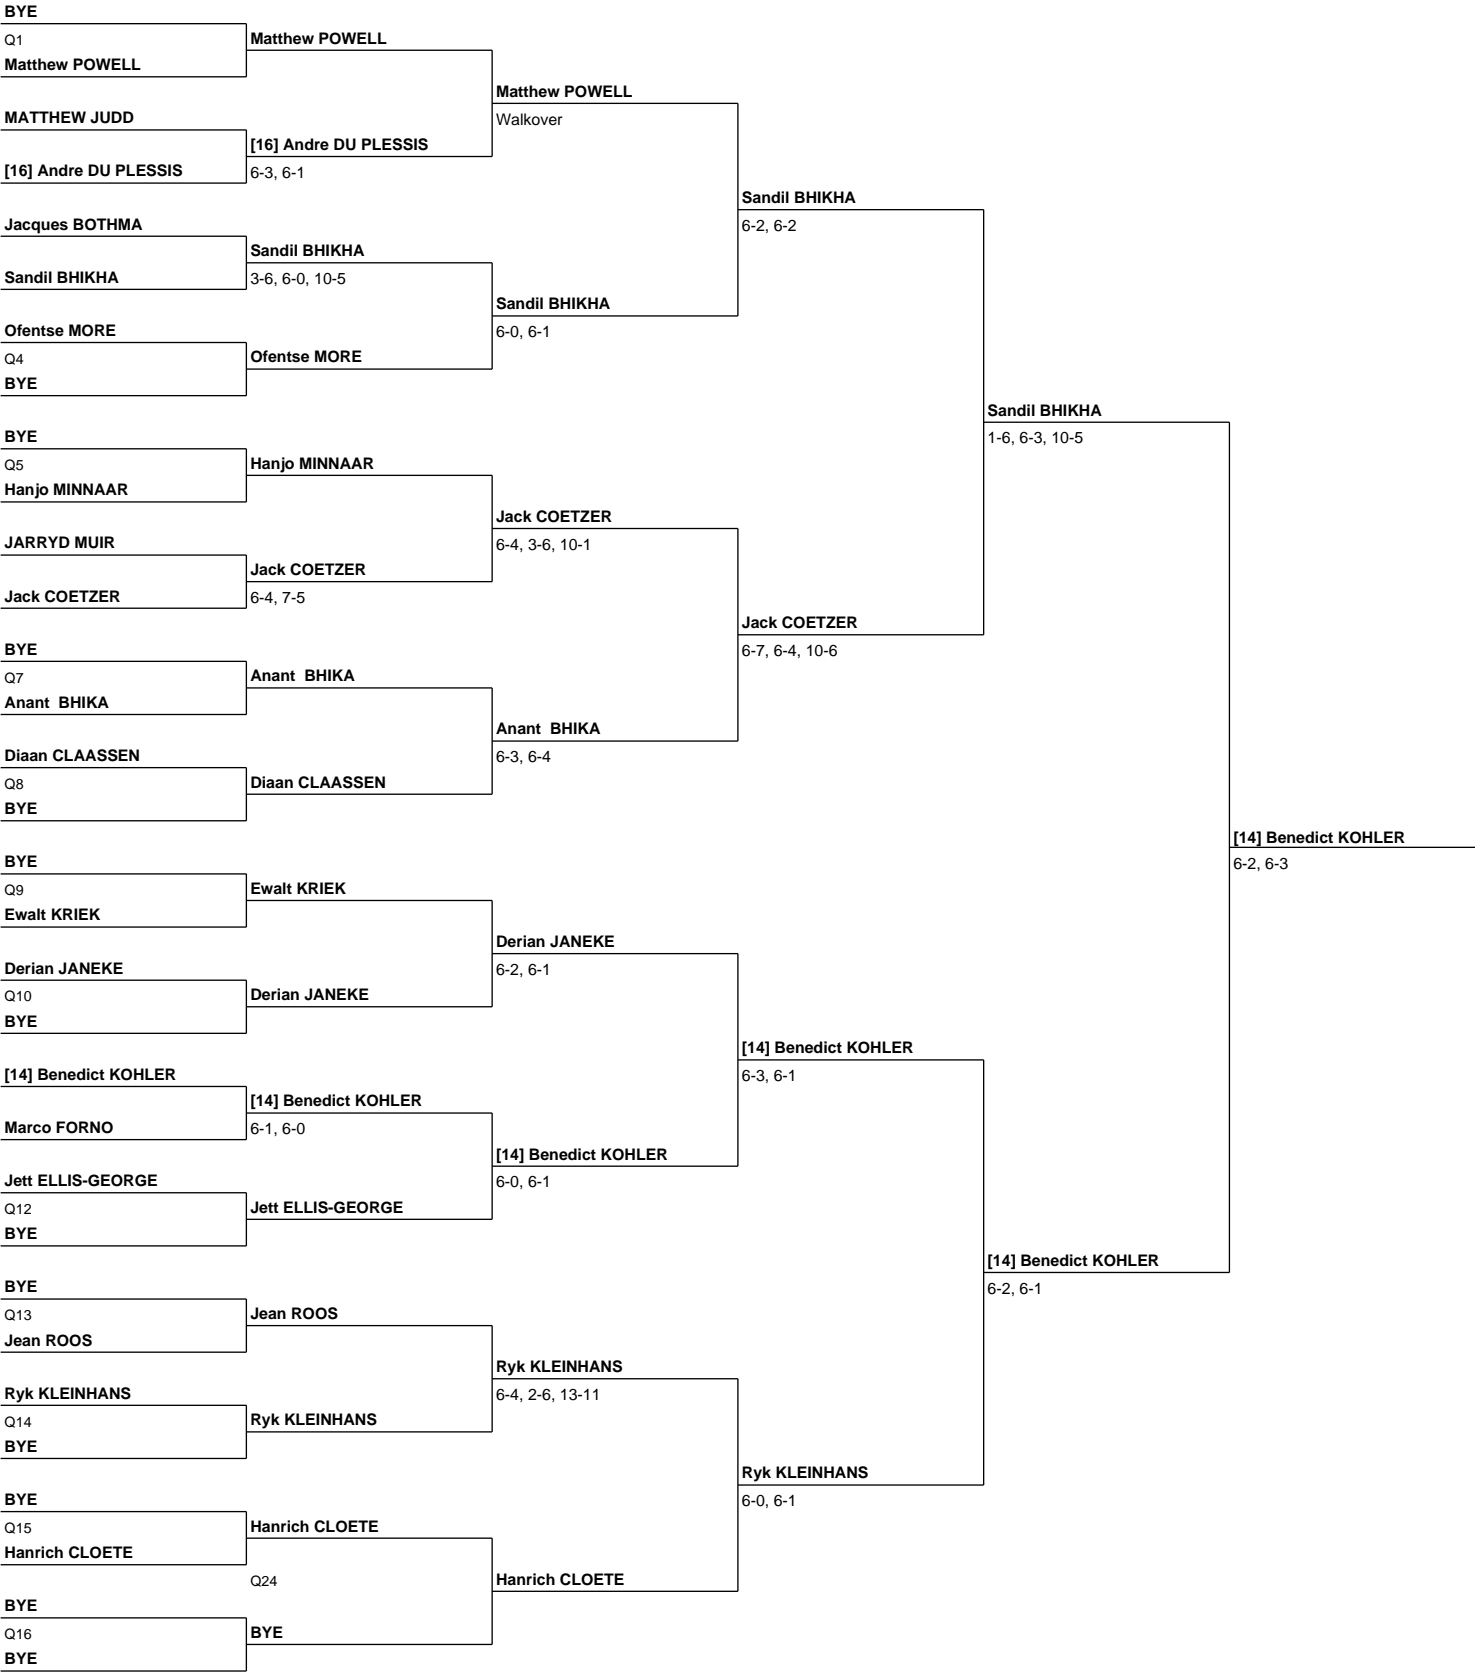 BYE
Q1
Matthew POWELL
MATTHEW JUDD
[16] Andre DU PLESSIS
Jacques BOTHMA
Sandil BHIKHA
Ofentse MORE
Q4
BYE
BYE
Q5
Hanjo MINNAAR
JARRYD MUIR
Jack COETZER
BYE
Q7
Anant  BHIKA
Diaan CLAASSEN
Q8
BYE
BYE
Q9
Ewalt KRIEK
Derian JANEKE
Q10
BYE
[14] Benedict KOHLER
Marco FORNO
Jett ELLIS-GEORGE
Q12
BYE
BYE
Q13
Jean ROOS
Ryk KLEINHANS
Q14
BYE
BYE
Q15
Hanrich CLOETE
BYE
Q16
BYE
Matthew POWELL
[16] Andre DU PLESSIS
6-3, 6-1
Sandil BHIKHA
3-6, 6-0, 10-5
Ofentse MORE
Hanjo MINNAAR
Jack COETZER
6-4, 7-5
Anant  BHIKA
Diaan CLAASSEN
Ewalt KRIEK
Derian JANEKE
[14] Benedict KOHLER
6-1, 6-0
Jett ELLIS-GEORGE
Jean ROOS
Ryk KLEINHANS
Hanrich CLOETE
Q24
BYE
Matthew POWELL
Walkover
Sandil BHIKHA
6-0, 6-1
Jack COETZER
6-4, 3-6, 10-1
Anant  BHIKA
6-3, 6-4
Derian JANEKE
6-2, 6-1
[14] Benedict KOHLER
6-0, 6-1
Ryk KLEINHANS
6-4, 2-6, 13-11
Hanrich CLOETE
Sandil BHIKHA
6-2, 6-2
Jack COETZER
6-7, 6-4, 10-6
[14] Benedict KOHLER
6-3, 6-1
Ryk KLEINHANS
6-0, 6-1
Sandil BHIKHA
1-6, 6-3, 10-5
[14] Benedict KOHLER
6-2, 6-1
[14] Benedict KOHLER
6-2, 6-3